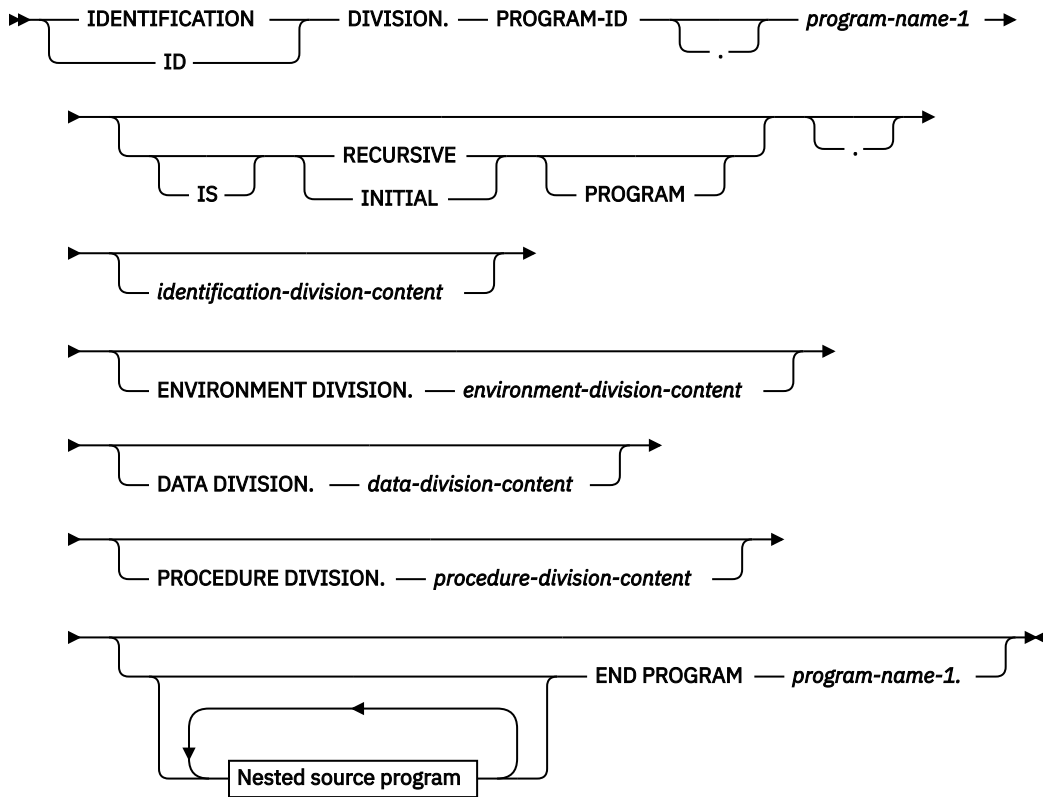 IDENTIFICATION DIVISION. PROGRAM-ID program-name-1
ID .
RECURSIVE .
IS INITIAL PROGRAM
identification-division-content
ENVIRONMENT DIVISION. environment-division-content
DATA DIVISION. data-division-content
PROCEDURE DIVISION. procedure-division-content
END PROGRAM program-name-1.
Nested source program